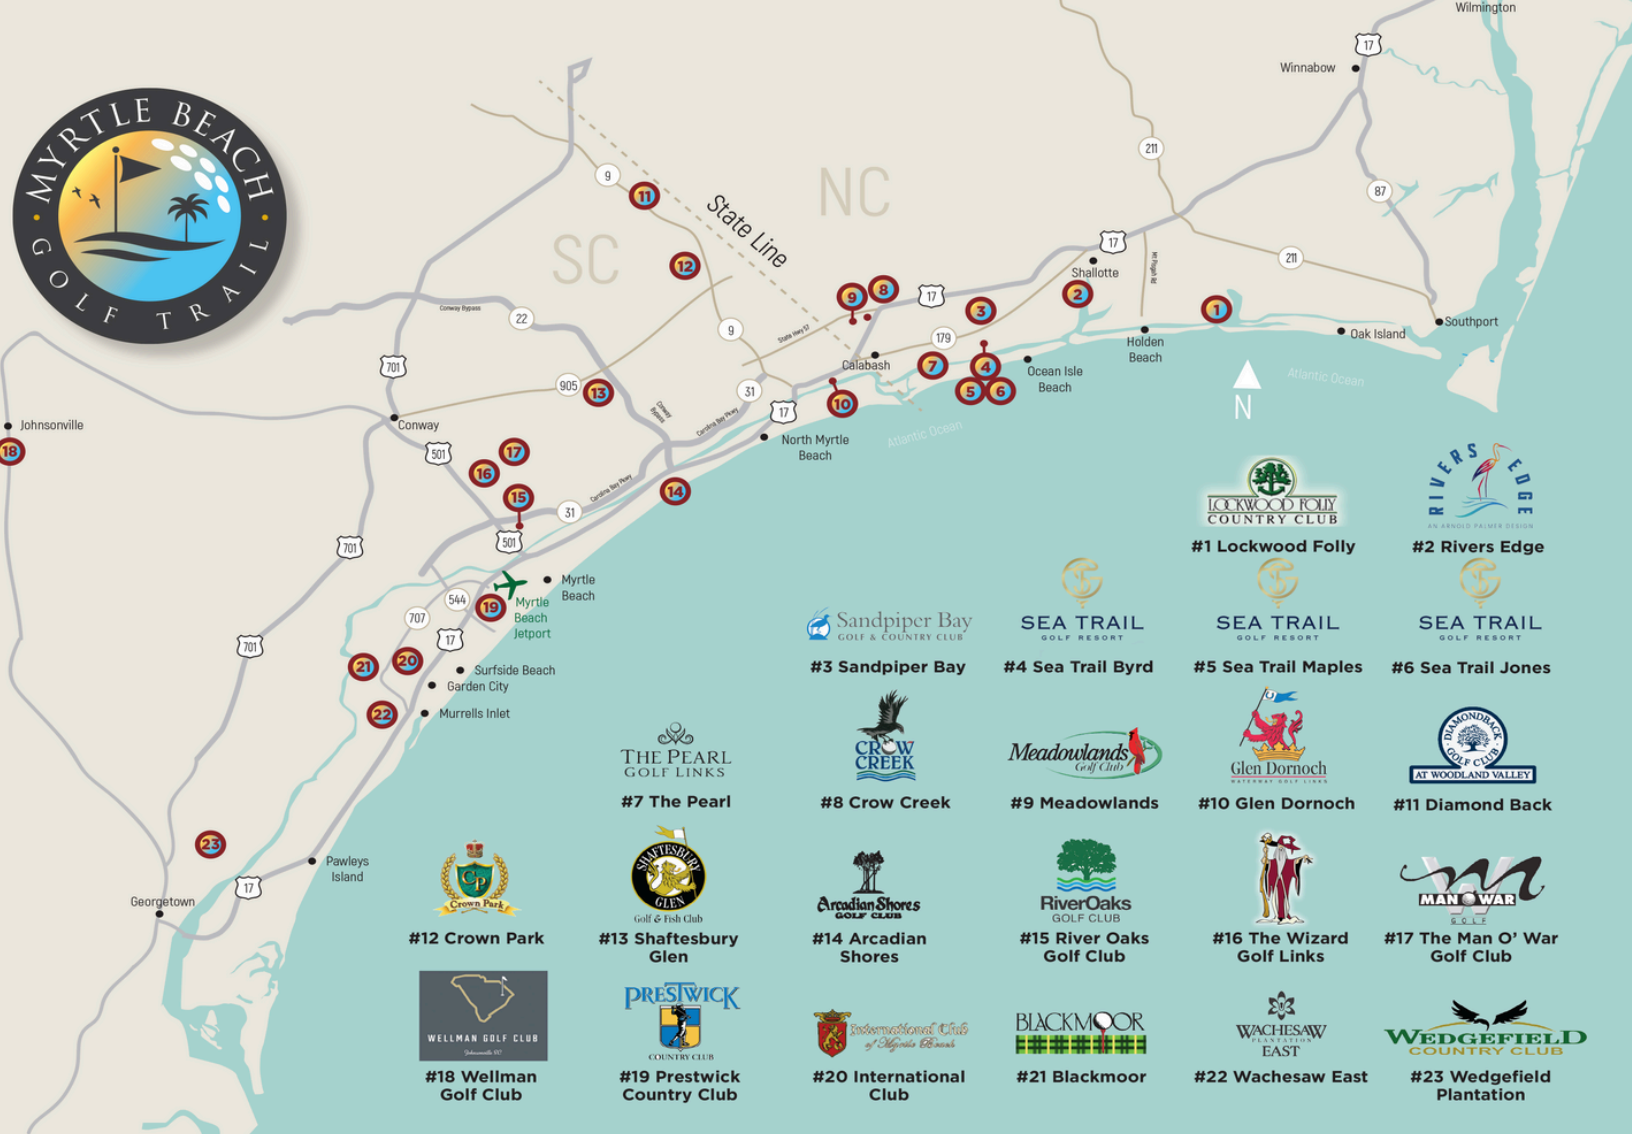 Wilmington
17
Winnabow
MYRTLE BEACH
GOLF TRAIL
211
9
11
NC
87
State Line
SC
12
17
Shallotte
Mt Pisgah Rd
211
9
8
17
2
3
1
Conway Bypass
22
State Hwy 57
9
179
Southport
Oak Island
Holden
Beach
701
Calabash
7
4
Ocean Isle
Beach
Atlantic Ocean
905
13
31
5
6
N
10
17
Conway
Bypass
Carolina Bay Pkwy
Atlantic Ocean
Johnsonville
18
Conway
501
North Myrtle
Beach
17
16
15
14
Carolina Bay Pkwy
31
501
701
Myrtle
Beach
544
19
Myrtle
Beach
Jetport
707
17
701
21
20
Surfside Beach
Garden City
22
Murrells Inlet
23
Pawleys
Island
17
Georgetown
LOCKWOOD FOLLY
COUNTRY CLUB
#1 Lockwood Folly
RIVERS EDGE
AN ARNOLD PALMER DESIGN
#2 Rivers Edge
Sandpiper Bay
GOLF & COUNTRY CLUB
#3 Sandpiper Bay
SEA TRAIL
GOLF RESORT
#4 Sea Trail Byrd
SEA TRAIL
GOLF RESORT
#5 Sea Trail Maples
SEA TRAIL
GOLF RESORT
#6 Sea Trail Jones
THE PEARL
GOLF LINKS
#7 The Pearl
CROW
CREEK
#8 Crow Creek
Meadowlands
Golf Club
#9 Meadowlands
Glen Dornoch
WATERWAY GOLF LINKS
#10 Glen Dornoch
DIAMONDBACK
GOLF CLUB
AT WOODLAND VALLEY
#11 Diamond Back
CP
Crown Park
#12 Crown Park
SHAFTESBURY
GLEN
Golf & Fish Club
#13 Shaftesbury
Glen
Arcadian Shores
GOLF CLUB
#14 Arcadian
Shores
RiverOaks
GOLF CLUB
#15 River Oaks
Golf Club
#16 The Wizard
Golf Links
MAN O WAR
GOLF
#17 The Man O' War
Golf Club
WELLMAN GOLF CLUB
#18 Wellman
Golf Club
PRESTWICK
COUNTRY CLUB
#19 Prestwick
Country Club
International Club
of Myrtle Beach
#20 International
Club
BLACKMOOR
#21 Blackmoor
WACHESAW
PLANTATION
EAST
#22 Wachesaw East
WEDGEFIELD
COUNTRY CLUB
#23 Wedgefield
Plantation